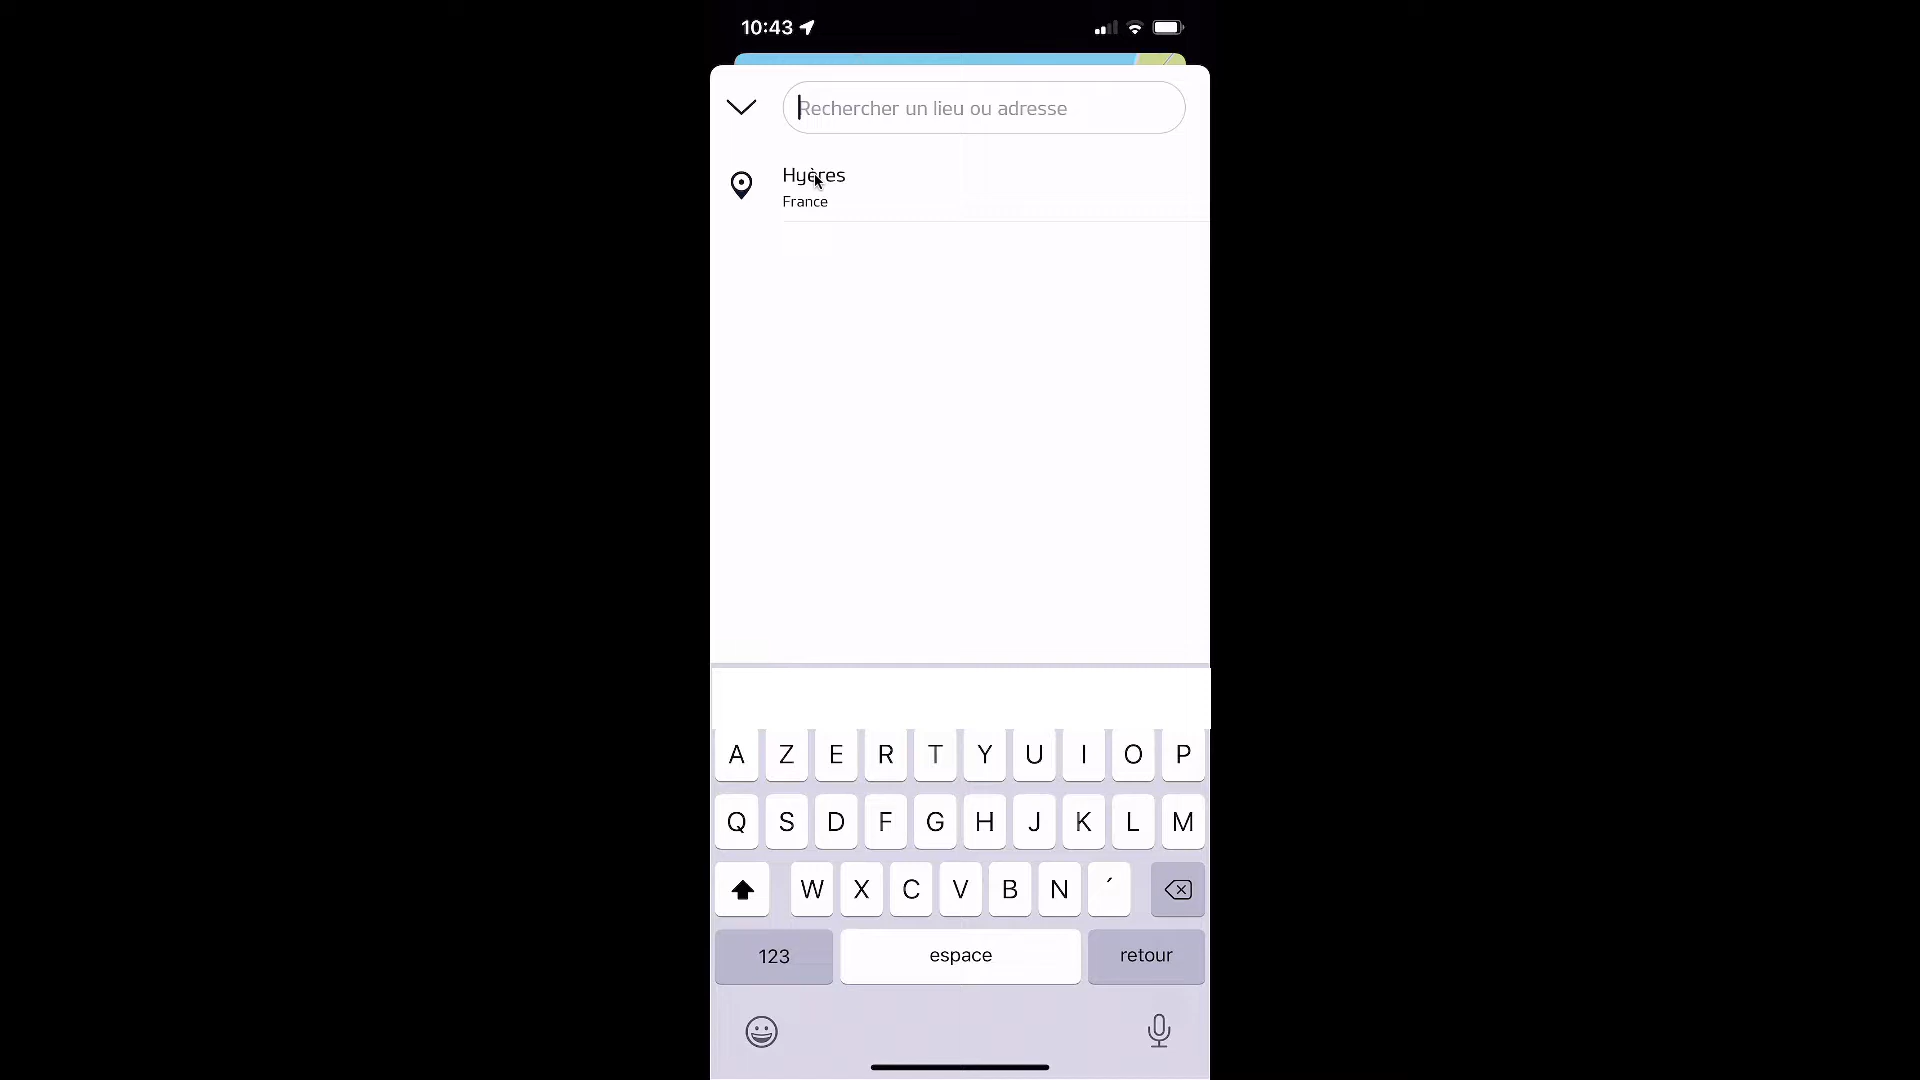 10:43
Rechercher un lieu ou adresse
Hyères
France
A Z E R T Y U I O P
Q S D F G H J K L M
W X C V B N ´
123 espace retour